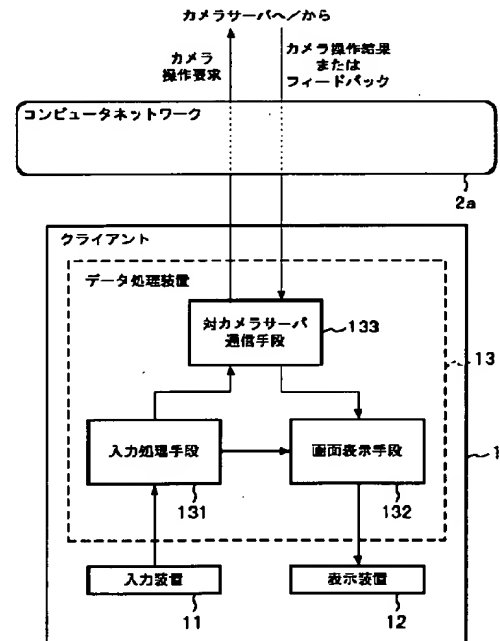 カメラサーバへ/から
カメラ
操作要求
カメラ操作結果
または
フィードバック
コンピュータネットワーク
2a
クライアント
データ処理装置
対カメラサーバ
通信手段
133
13
入力処理手段
131
画面表示手段
132
1
入力装置
11
表示装置
12